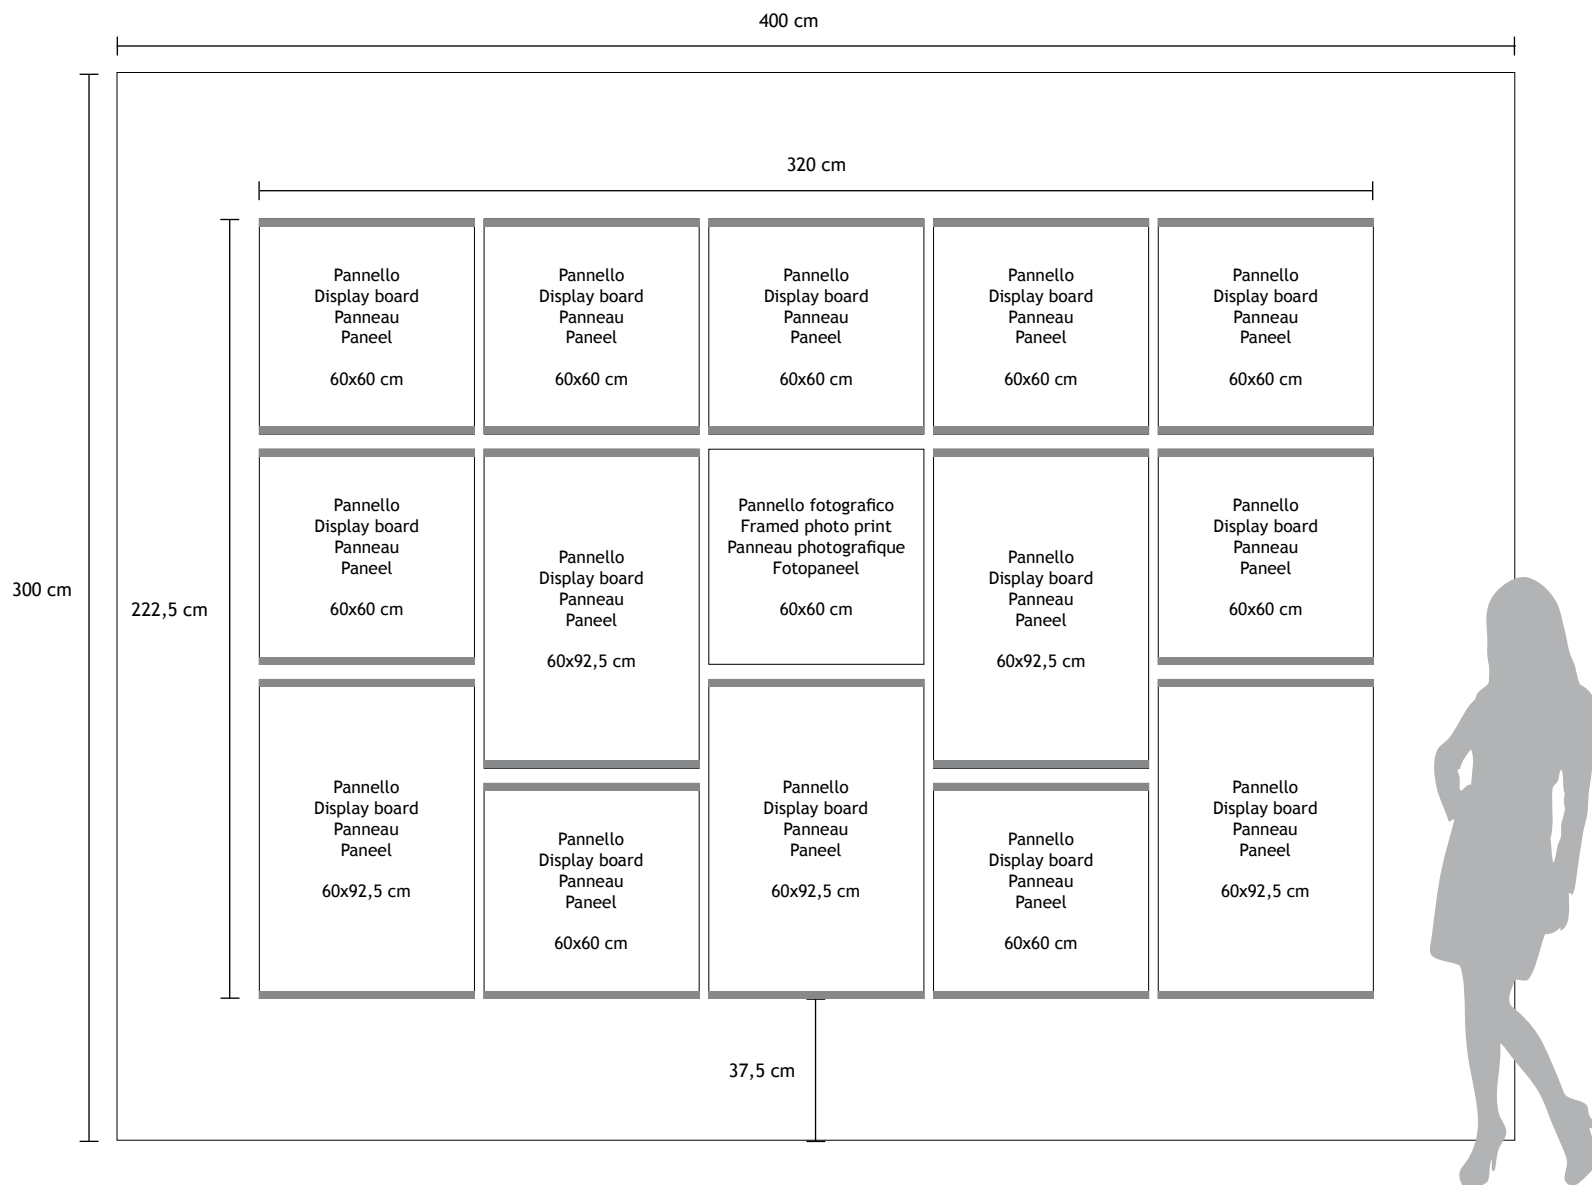 400 cm
320 cm
Pannello
Display board
Panneau
Paneel
60x60 cm
Pannello
Display board
Panneau
Paneel
60x60 cm
Pannello
Display board
Panneau
Paneel
60x60 cm
Pannello
Display board
Panneau
Paneel
60x60 cm
Pannello
Display board
Panneau
Paneel
60x60 cm
300 cm
222,5 cm
Pannello
Display board
Panneau
Paneel
60x60 cm
Pannello
Display board
Panneau
Paneel
60x92,5 cm
Pannello fotografico
Framed photo print
Panneau photografique
Fotopaneel
60x60 cm
Pannello
Display board
Panneau
Paneel
60x92,5 cm
Pannello
Display board
Panneau
Paneel
60x60 cm
Pannello
Display board
Panneau
Paneel
60x92,5 cm
Pannello
Display board
Panneau
Paneel
60x60 cm
Pannello
Display board
Panneau
Paneel
60x92,5 cm
Pannello
Display board
Panneau
Paneel
60x60 cm
Pannello
Display board
Panneau
Paneel
60x92,5 cm
37,5 cm